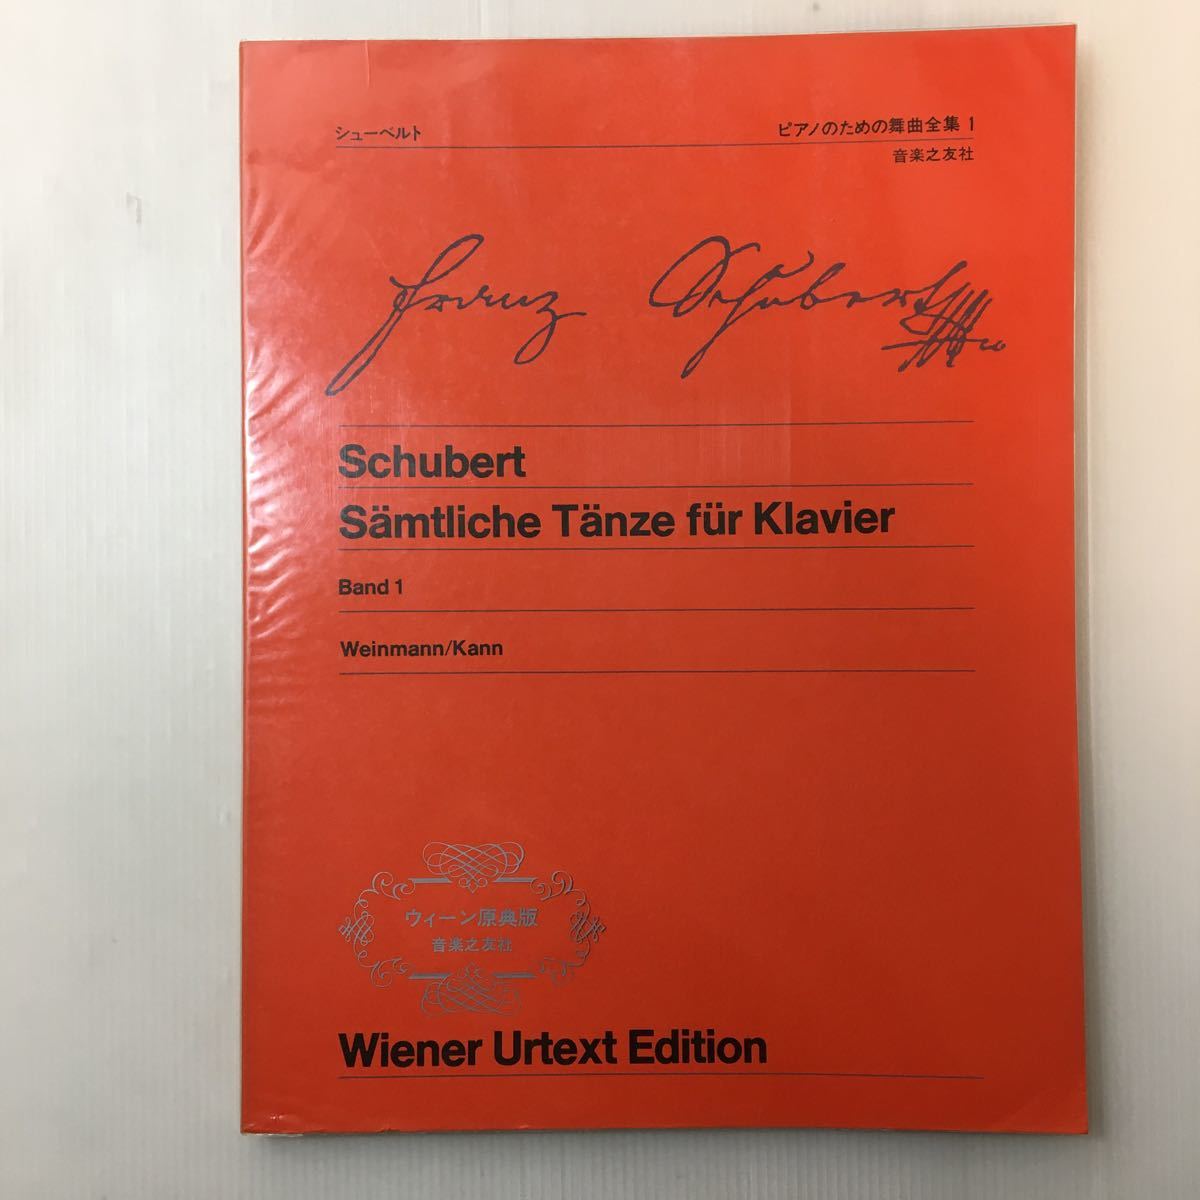 シューベルト ピアノのための舞曲全集 1
音楽之友社
Franz Schubert
Schubert
Sämtliche Tänze für Klavier
Band 1
Weinmann/Kann
ウィーン原典版
音楽之友社
Wiener Urtext Edition